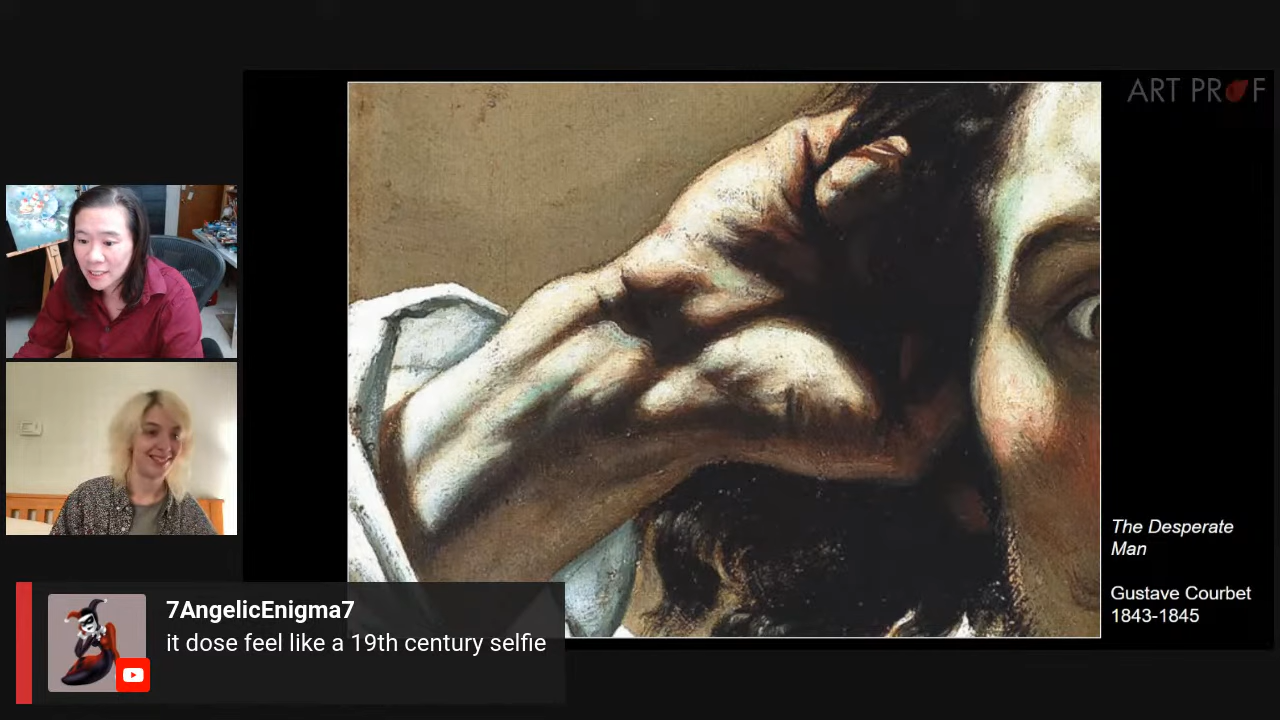 ART PROF
The Desperate
Man
Gustave Courbet
1843-1845
7AngelicEnigma7
it dose feel like a 19th century selfie